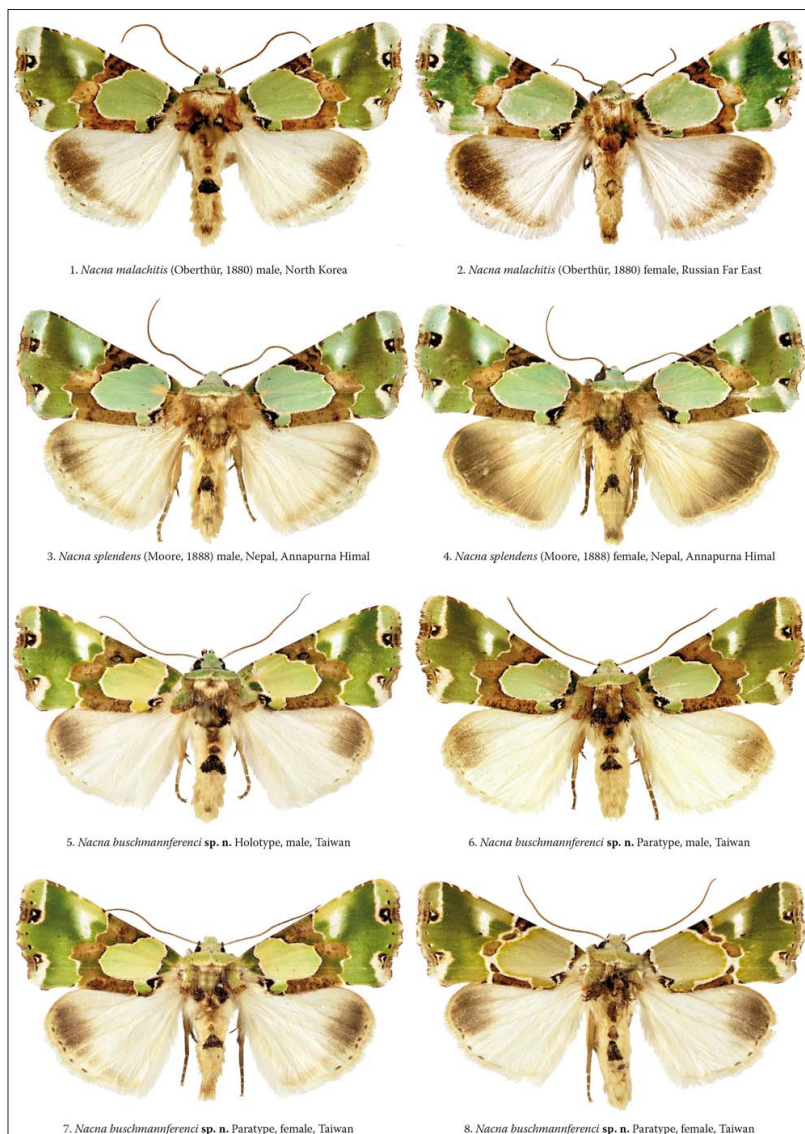 1. Nacna malachitis (Oberthür, 1880) male, North Korea
2. Nacna malachitis (Oberthür, 1880) female, Russian Far East
3. Nacna splendens (Moore, 1888) male, Nepal, Annapurna Himal
4. Nacna splendens (Moore, 1888) female, Nepal, Annapurna Himal
5. Nacna buschmannferenci sp. n. Holotype, male, Taiwan
6. Nacna buschmannferenci sp. n. Paratype, male, Taiwan
7. Nacna buschmannferenci sp. n. Paratype, female, Taiwan
8. Nacna buschmannferenci sp. n. Paratype, female, Taiwan